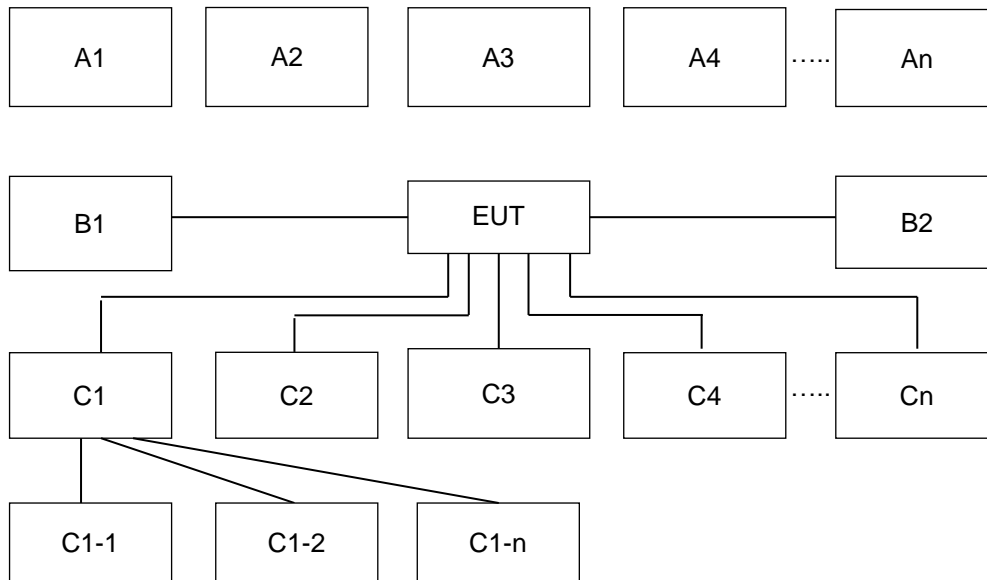 A1 A2 A3 A4 ..... An
B1 EUT B2
C1 C2 C3 C4 ..... Cn
C1-1 C1-2 C1-n